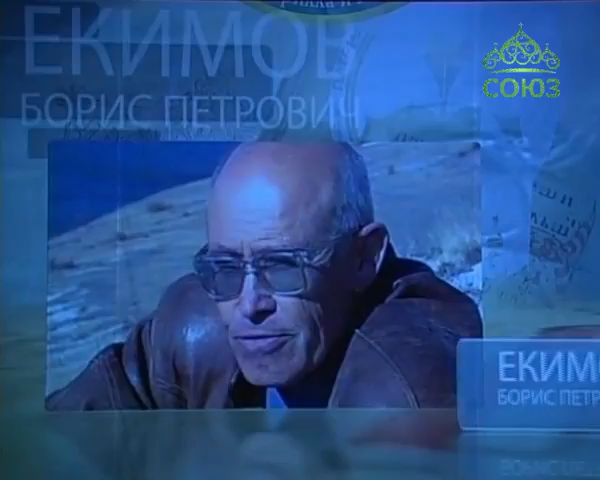 ЕКИМОВ
БОРИС ПЕТРОВИЧ
СОЮЗ
ЕКИМО
БОРИС ПЕТР